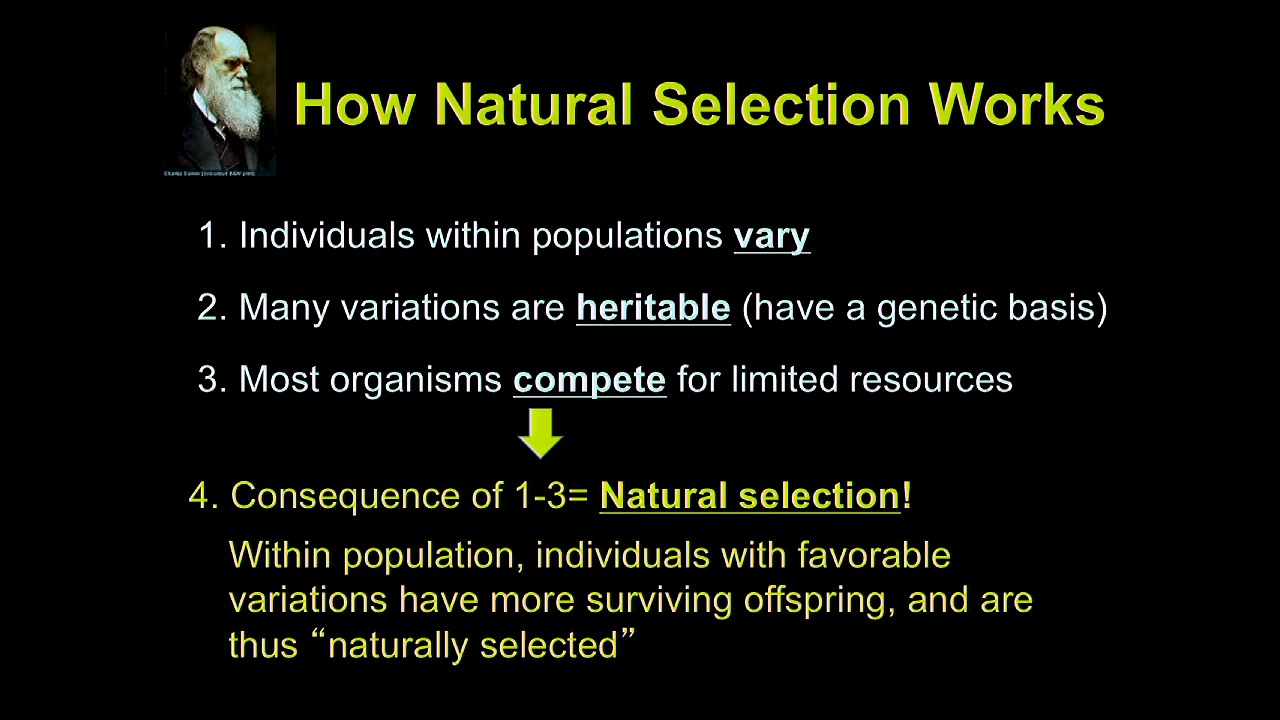 How Natural Selection Works
1. Individuals within populations vary
2. Many variations are heritable (have a genetic basis)
3. Most organisms compete for limited resources
4. Consequence of 1-3= Natural selection!
Within population, individuals with favorable
variations have more surviving offspring, and are
thus “naturally selected”